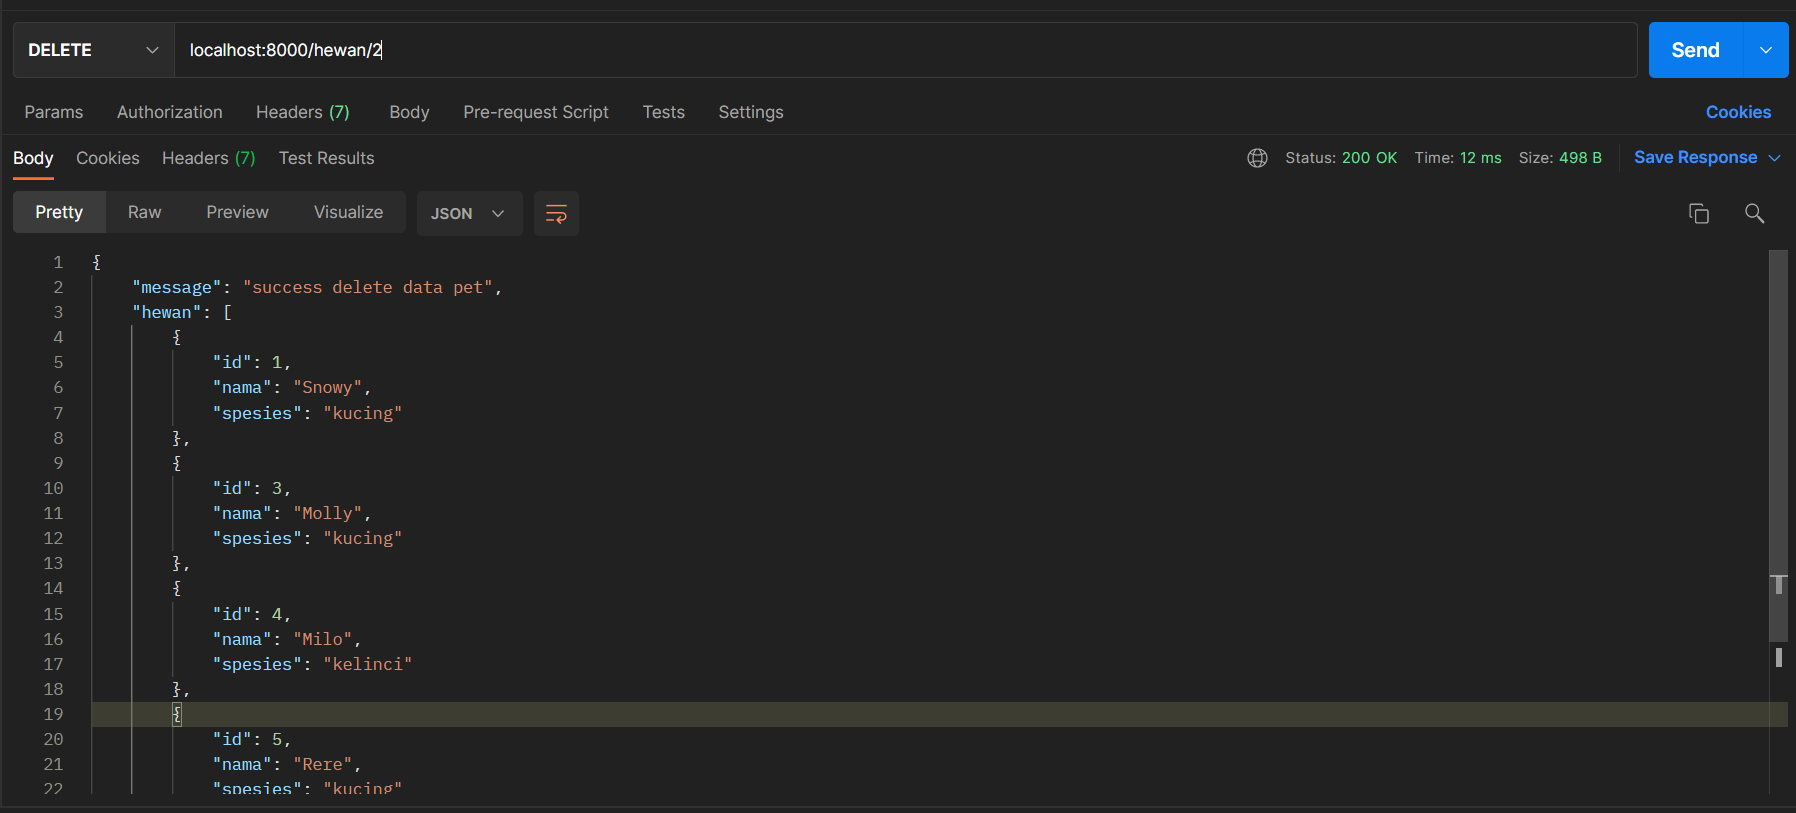 DELETE localhost:8000/hewan/2 Send
Params Authorization Headers (7) Body Pre-request Script Tests Settings Cookies
Body Cookies Headers (7) Test Results Status: 200 OK Time: 12 ms Size: 498 B Save Response
Pretty Raw Preview Visualize JSON
1 {
2 "message": "success delete data pet",
3 "hewan": [
4 {
5 "id": 1,
6 "nama": "Snowy",
7 "spesies": "kucing"
8 },
9 {
10 "id": 3,
11 "nama": "Molly",
12 "spesies": "kucing"
13 },
14 {
15 "id": 4,
16 "nama": "Milo",
17 "spesies": "kelinci"
18 },
19 {
20 "id": 5,
21 "nama": "Rere",
22 "spesies": "kucing"